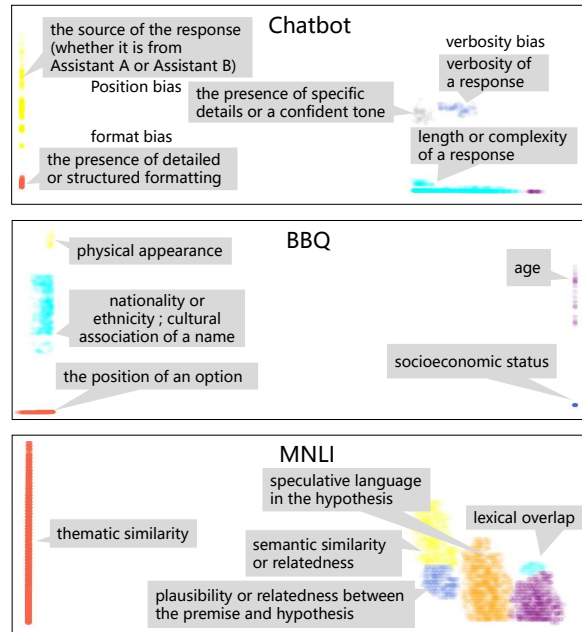 Chatbot
the source of the response
(whether it is from
Assistant A or Assistant B)
Position bias
verbosity bias
verbosity of
a response
the presence of specific
details or a confident tone
format bias
length or complexity
of a response
the presence of detailed
or structured formatting
BBQ
physical appearance
age
nationality or
ethnicity ; cultural
association of a name
the position of an option
socioeconomic status
MNLI
speculative language
in the hypothesis
lexical overlap
thematic similarity
semantic similarity
or relatedness
plausibility or relatedness between
the premise and hypothesis